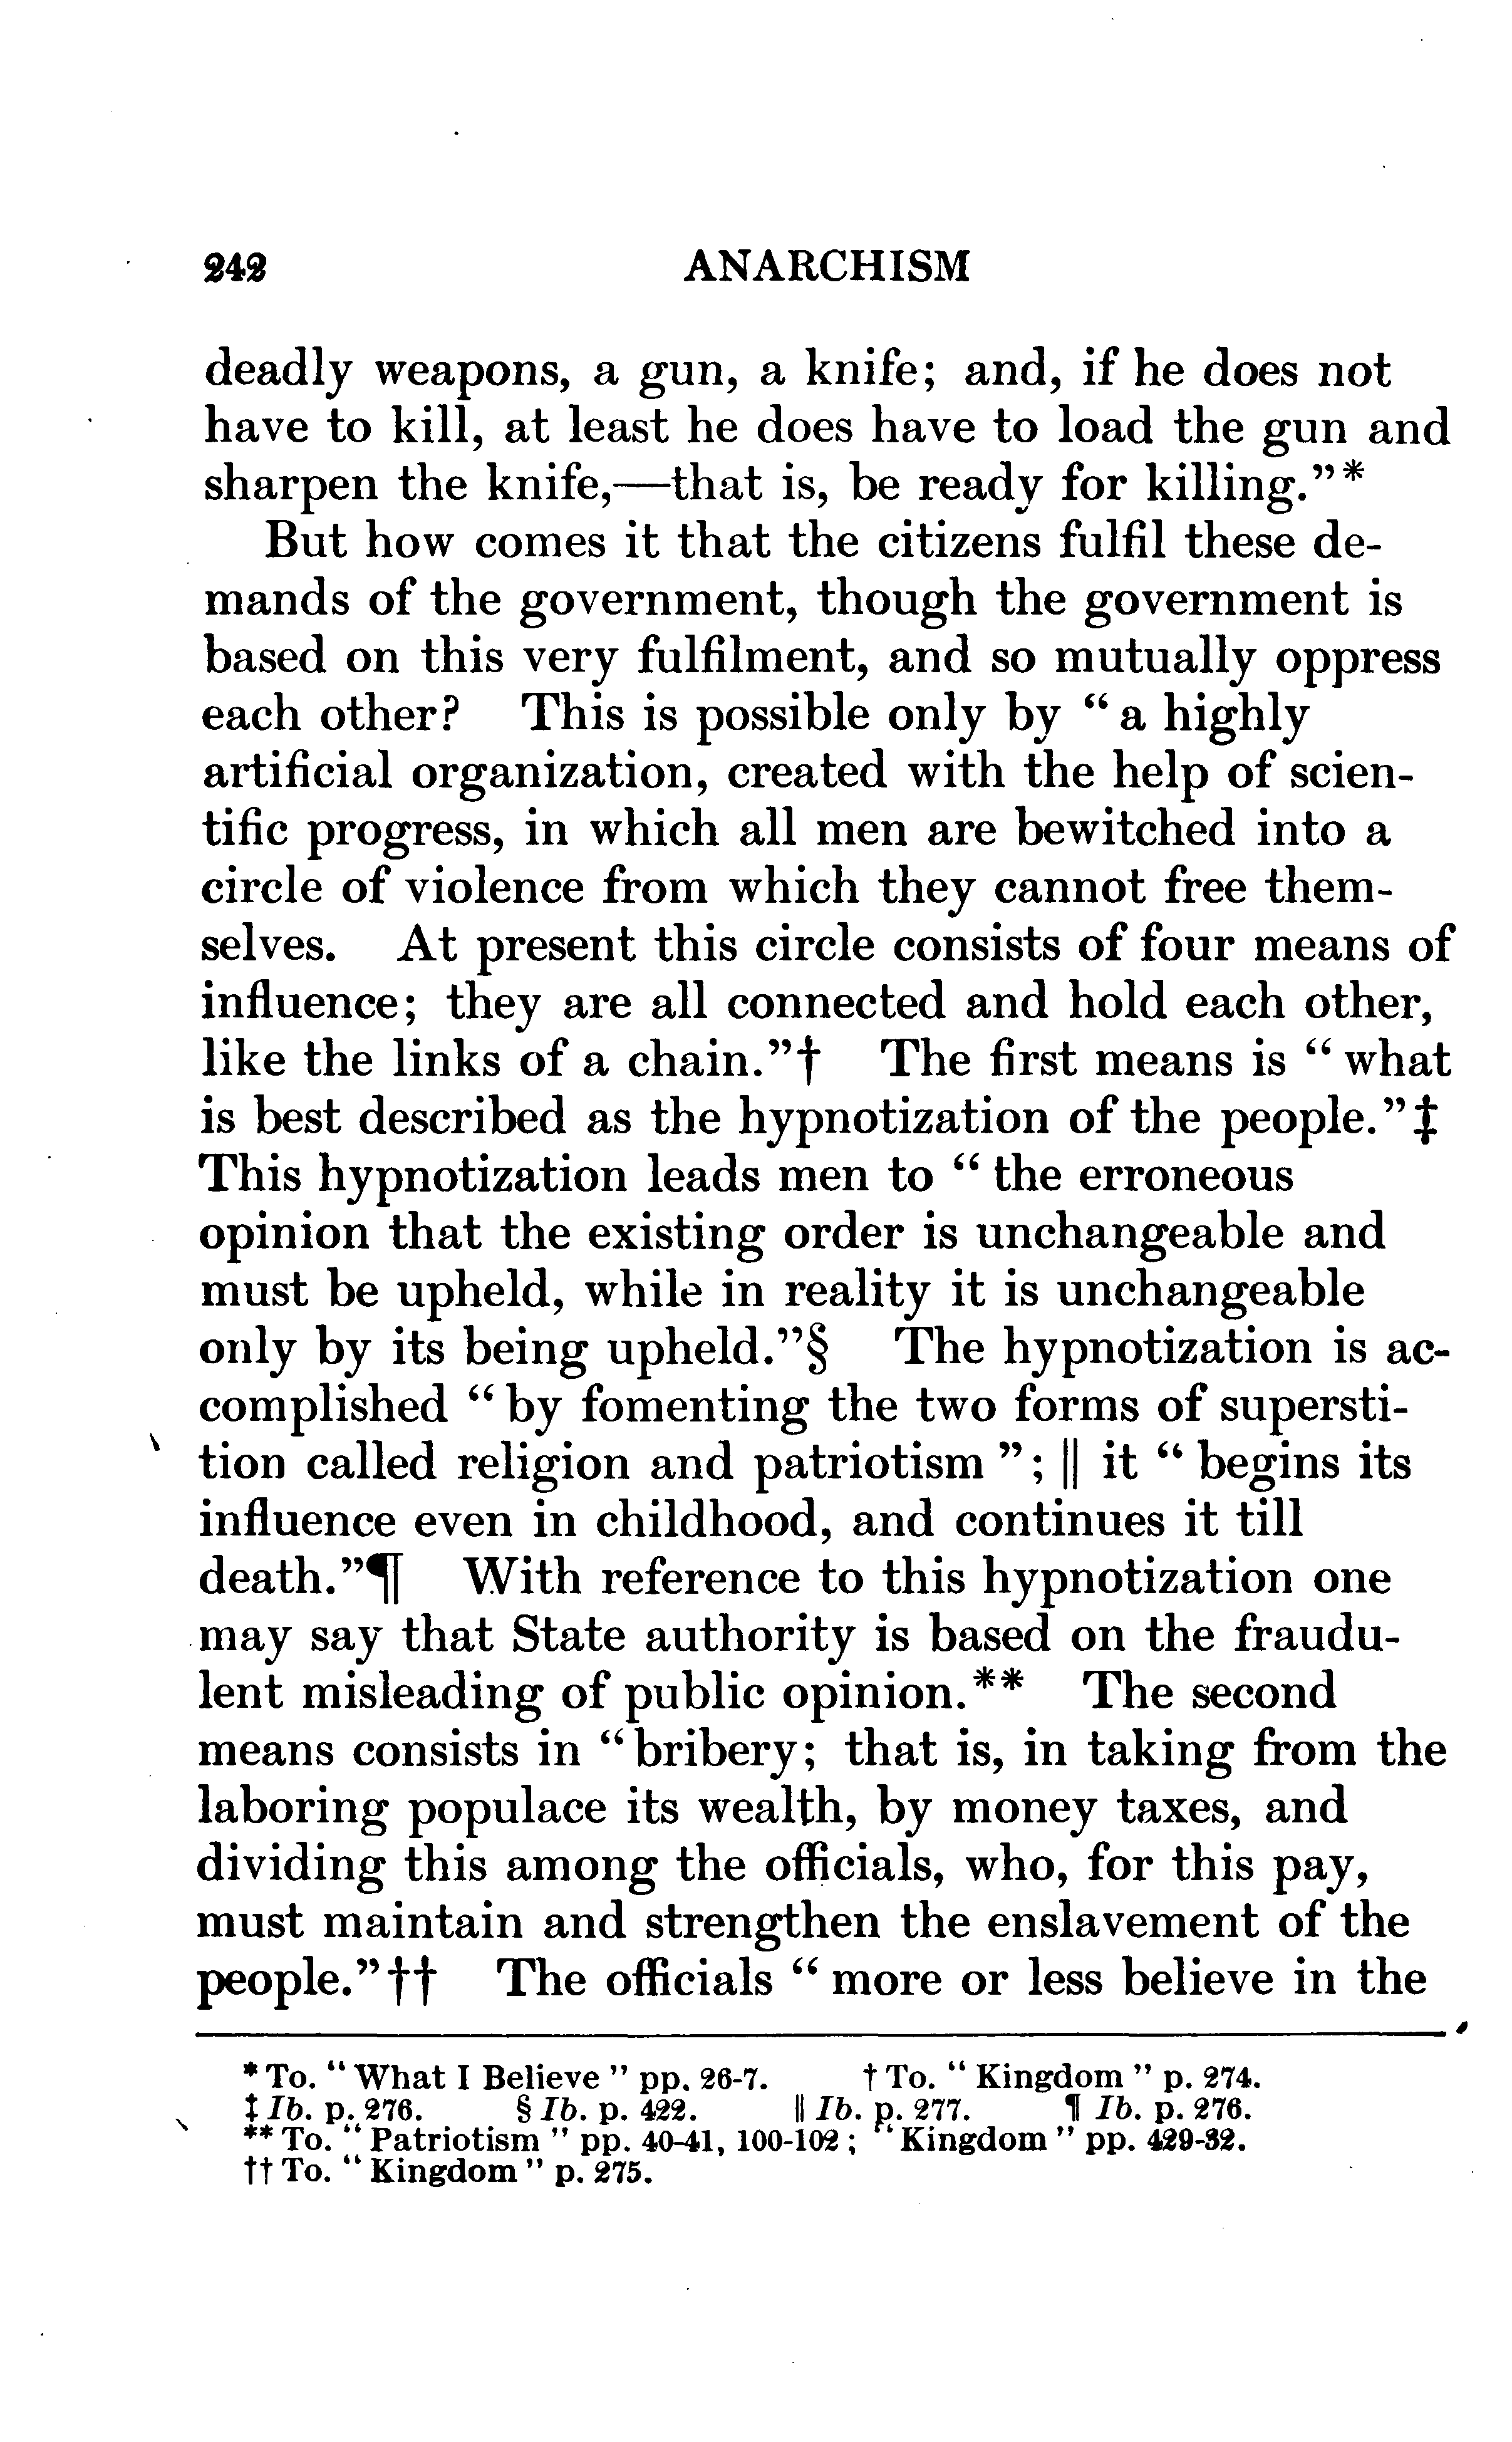 242 ANARCHISM
deadly weapons, a gun, a knife; and, if he does not
have to kill, at least he does have to load the gun and
sharpen the knife,—that is, be ready for killing.”*
But how comes it that the citizens fulfil these de-
mands of the government, though the government is
based on this very fulfilment, and so mutually oppress
each other? This is possible only by “ a highly
artificial organization, created with the help of scien-
tific progress, in which all men are bewitched into a
circle of violence from which they cannot free them-
selves. At present this circle consists of four means of
influence; they are all connected and hold each other,
like the links of a chain.”† The first means is “ what
is best described as the hypnotization of the people.”‡
This hypnotization leads men to “ the erroneous
opinion that the existing order is unchangeable and
must be upheld, while in reality it is unchangeable
only by its being upheld.”§ The hypnotization is ac-
complished “ by fomenting the two forms of supersti-
tion called religion and patriotism ”; ‖ it “ begins its
influence even in childhood, and continues it till
death.”¶ With reference to this hypnotization one
may say that State authority is based on the fraudu-
lent misleading of public opinion.** The second
means consists in “ bribery; that is, in taking from the
laboring populace its wealth, by money taxes, and
dividing this among the officials, who, for this pay,
must maintain and strengthen the enslavement of the
people.”†† The officials “ more or less believe in the
* To. “ What I Believe ” pp. 26-7. † To. “ Kingdom ” p. 274.
‡ Ib. p. 276. § Ib. p. 422. ‖ Ib. p. 277. ¶ Ib. p. 276.
** To. “ Patriotism ” pp. 40-41, 100-102 ; “ Kingdom ” pp. 429-32.
†† To. “ Kingdom ” p. 275.